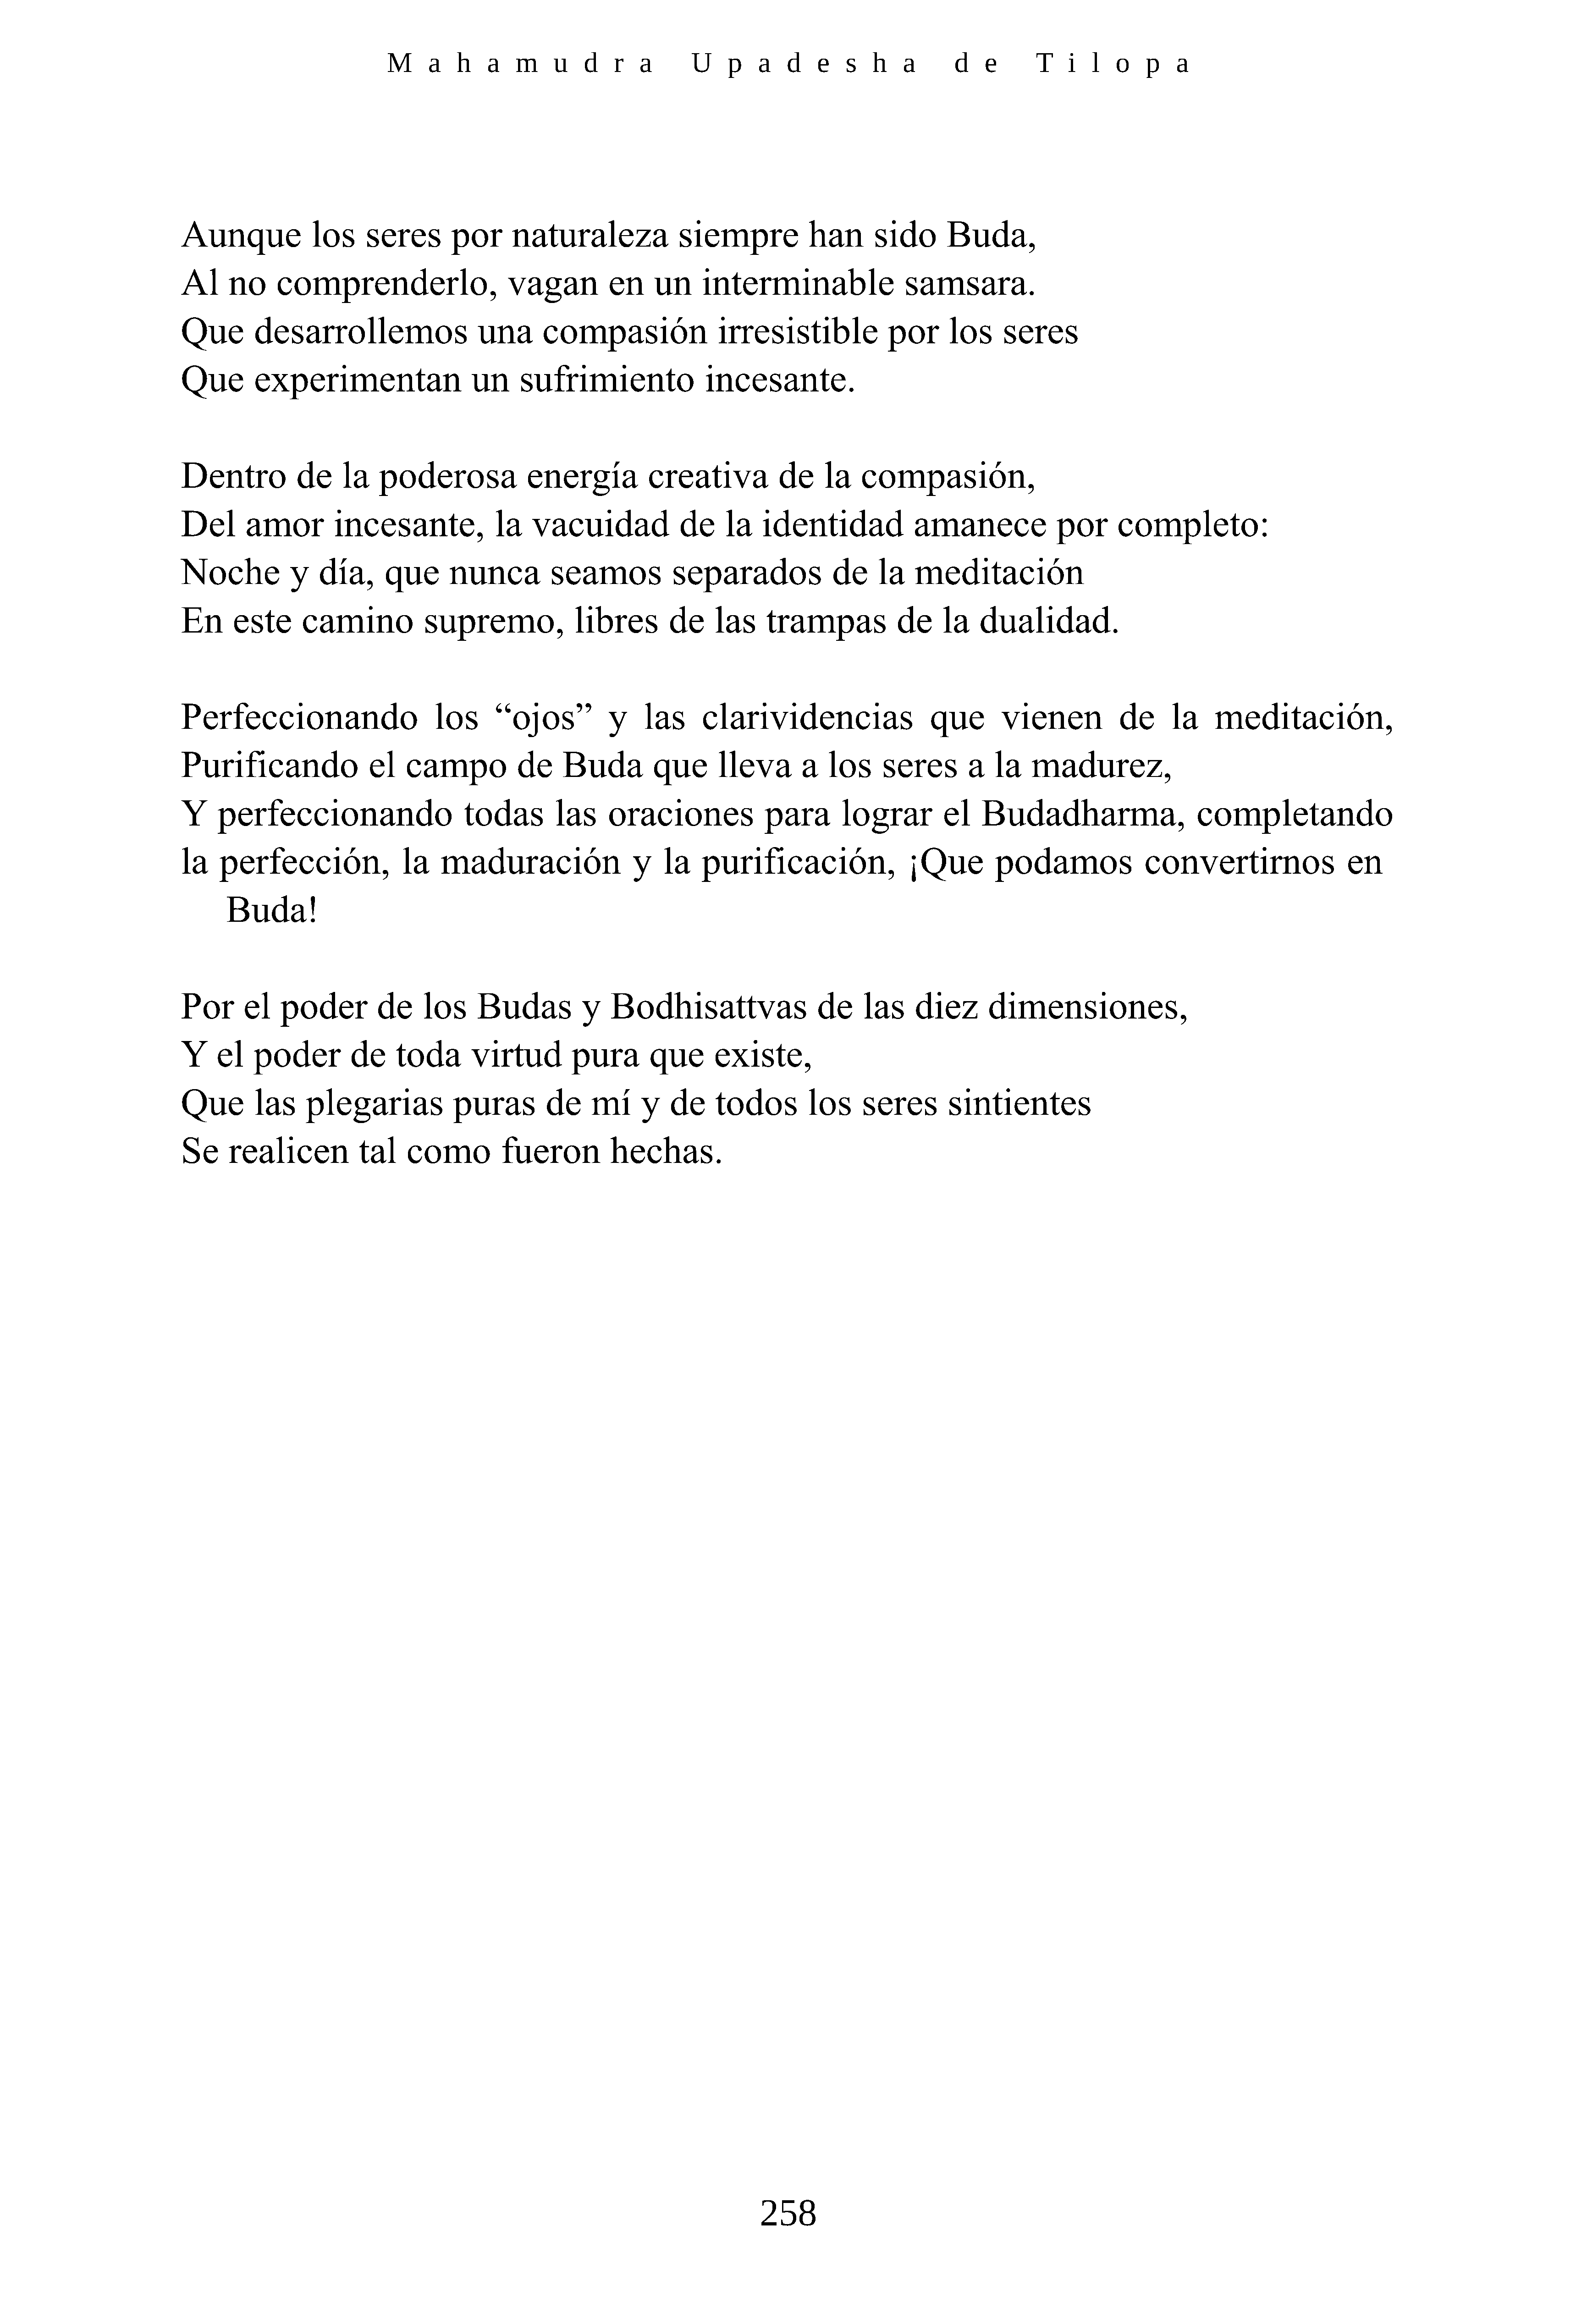 Mahamudra Upadesha de Tilopa
Aunque los seres por naturaleza siempre han sido Buda,
Al no comprenderlo, vagan en un interminable samsara.
Que desarrollemos una compasión irresistible por los seres
Que experimentan un sufrimiento incesante.
Dentro de la poderosa energía creativa de la compasión,
Del amor incesante, la vacuidad de la identidad amanece por completo:
Noche y día, que nunca seamos separados de la meditación
En este camino supremo, libres de las trampas de la dualidad.
Perfeccionando los “ojos” y las clarividencias que vienen de la meditación,
Purificando el campo de Buda que lleva a los seres a la madurez,
Y perfeccionando todas las oraciones para lograr el Budadharma, completando
la perfección, la maduración y la purificación, ¡Que podamos convertirnos en
Buda!
Por el poder de los Budas y Bodhisattvas de las diez dimensiones,
Y el poder de toda virtud pura que existe,
Que las plegarias puras de mí y de todos los seres sintientes
Se realicen tal como fueron hechas.
258